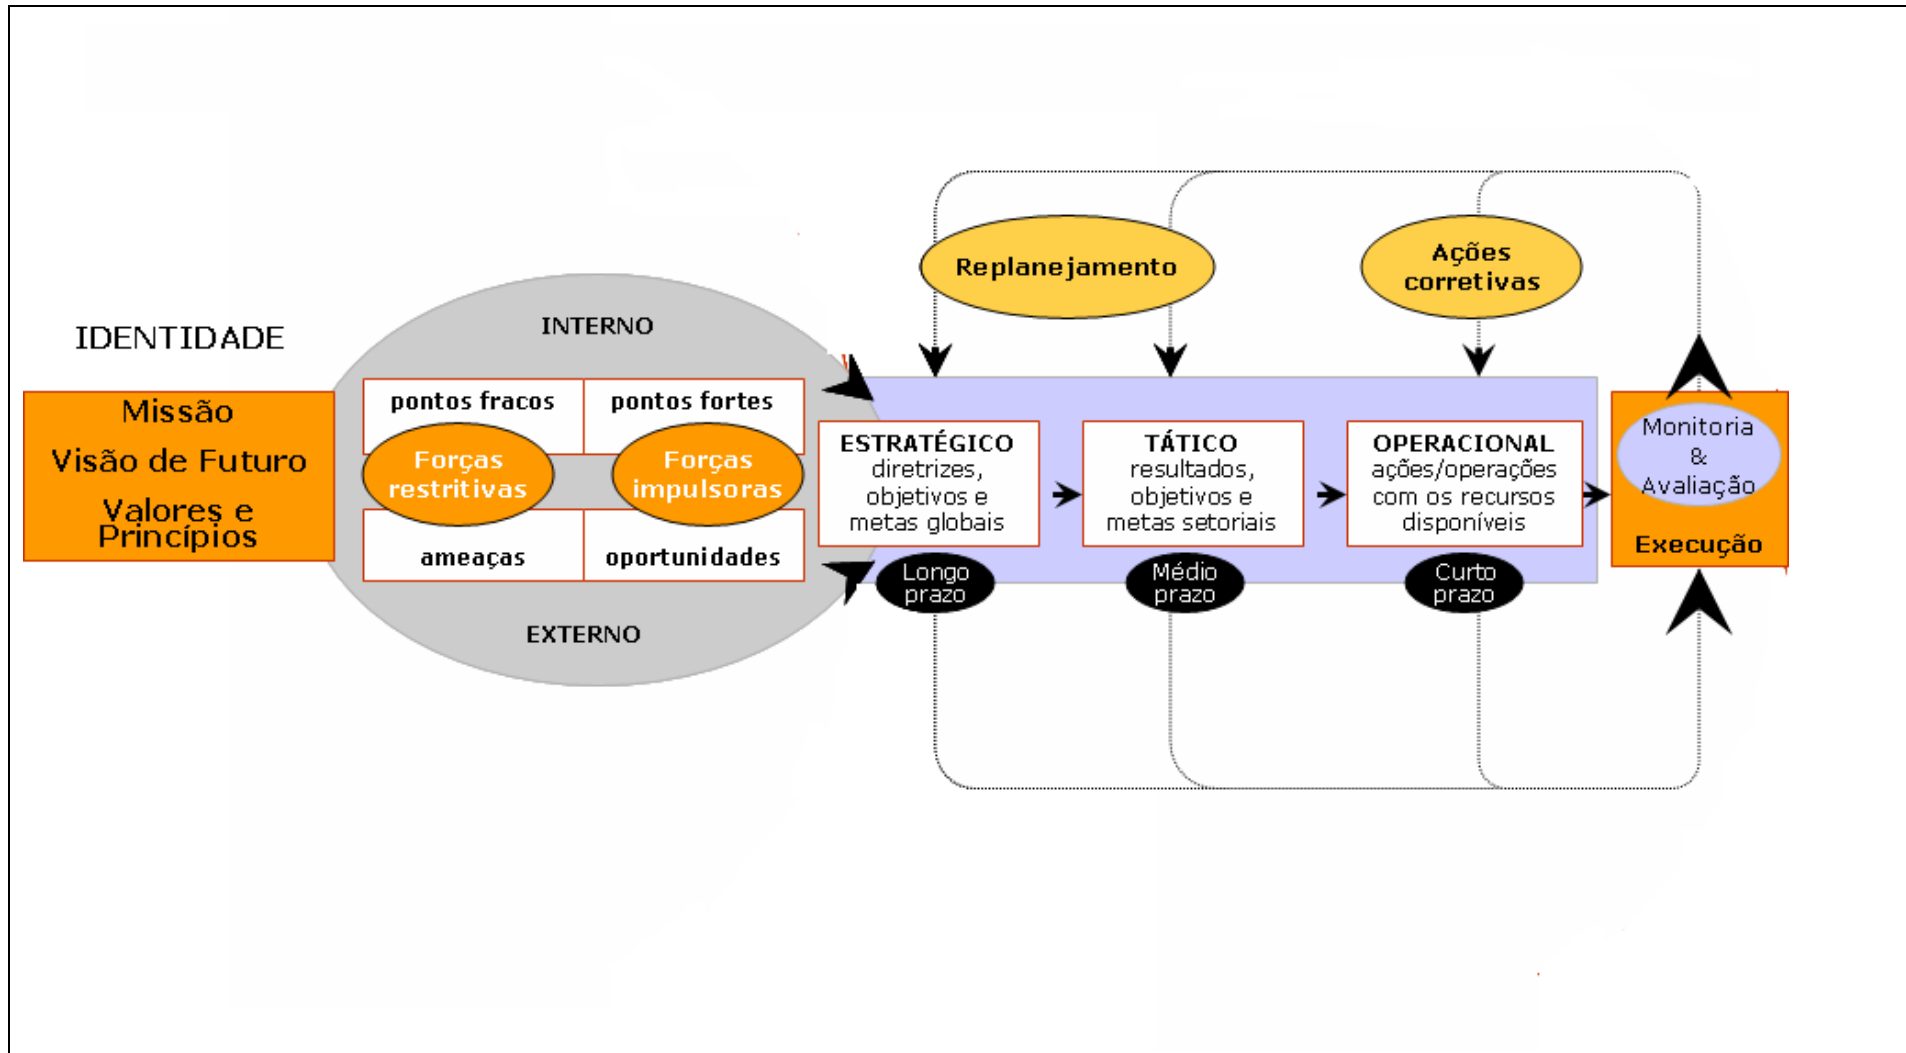 IDENTIDADE
Missão
Visão de Futuro
Valores e
Princípios
INTERNO
pontos fracos
pontos fortes
Forças
restritivas
Forças
impulsoras
ameaças
oportunidades
EXTERNO
Replanejamento
Ações
corretivas
ESTRATÉGICO
diretrizes,
objetivos e
metas globais
Longo
prazo
TÁTICO
resultados,
objetivos e
metas setoriais
Médio
prazo
OPERACIONAL
ações/operações
com os recursos
disponíveis
Curto
prazo
Monitoria
&
Avaliação
Execução